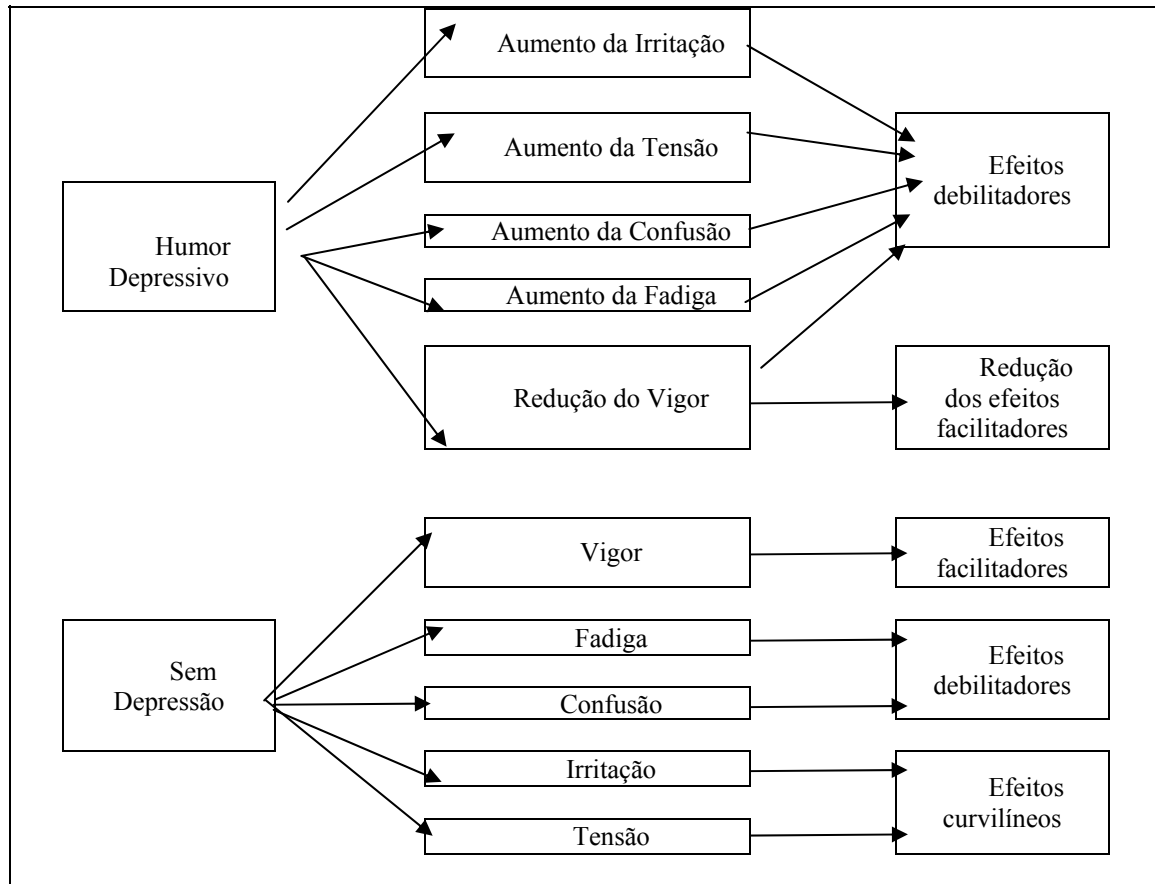 Aumento da Irritação
Aumento da Tensão
Humor
Depressivo
Aumento da Confusão
Aumento da Fadiga
Redução do Vigor
Efeitos
debilitadores
Redução
dos efeitos
facilitadores
Sem
Depressão
Vigor
Fadiga
Confusão
Irritação
Tensão
Efeitos
facilitadores
Efeitos
debilitadores
Efeitos
curvilíneos